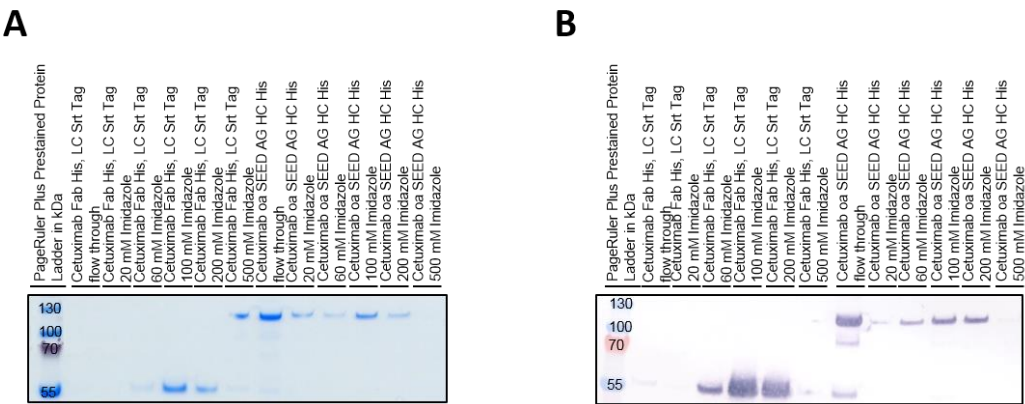 A
PageRuler Plus Prestained Protein
Ladder in kDa
Cetuximab Fab His, LC Srt Tag
flow through
Cetuximab Fab His, LC Srt Tag
20 mM Imidazole
Cetuximab Fab His, LC Srt Tag
60 mM Imidazole
Cetuximab Fab His, LC Srt Tag
100 mM Imidazole
Cetuximab Fab His, LC Srt Tag
200 mM Imidazole
Cetuximab Fab His, LC Srt Tag
500 mM Imidazole
Cetuximab oa SEED AG HC His
flow through
Cetuximab oa SEED AG HC His
20 mM Imidazole
Cetuximab oa SEED AG HC His
60 mM Imidazole
Cetuximab oa SEED AG HC His
100 mM Imidazole
Cetuximab oa SEED AG HC His
200 mM Imidazole
Cetuximab oa SEED AG HC His
500 mM Imidazole
130
100
70
55
B
PageRuler Plus Prestained Protein
Ladder in kDa
Cetuximab Fab His, LC Srt Tag
flow through
Cetuximab Fab His, LC Srt Tag
20 mM Imidazole
Cetuximab Fab His, LC Srt Tag
60 mM Imidazole
Cetuximab Fab His, LC Srt Tag
100 mM Imidazole
Cetuximab Fab His, LC Srt Tag
200 mM Imidazole
Cetuximab Fab His, LC Srt Tag
500 mM Imidazole
Cetuximab oa SEED AG HC His
flow through
Cetuximab oa SEED AG HC His
20 mM Imidazole
Cetuximab oa SEED AG HC His
60 mM Imidazole
Cetuximab oa SEED AG HC His
100 mM Imidazole
Cetuximab oa SEED AG HC His
200 mM Imidazole
Cetuximab oa SEED AG HC His
500 mM Imidazole
130
100
70
55